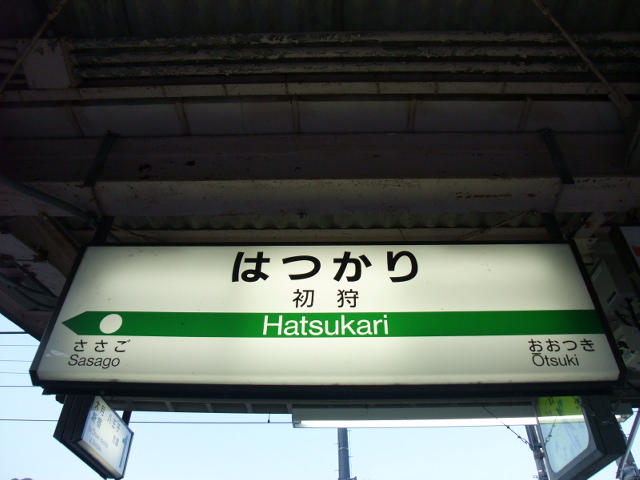 はつかり
初狩
Hatsukari
ささご
Sasago
おおつき
Ōtsuki